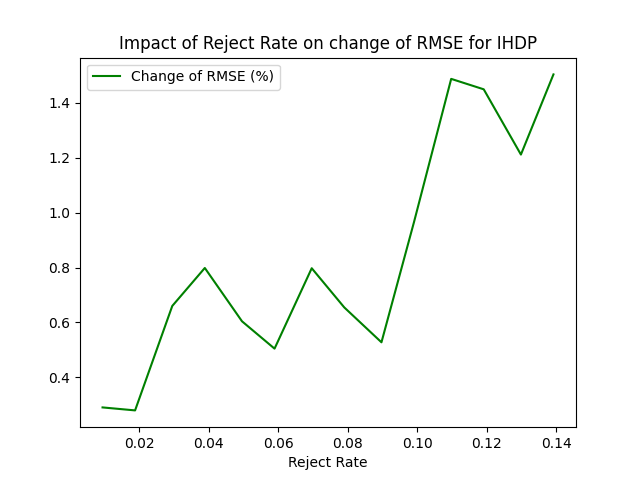 Impact of Reject Rate on change of RMSE for IHDP
Change of RMSE (%)
1.4
1.2
1.0
0.8
0.6
0.4
0.02 0.04 0.06 0.08 0.10 0.12 0.14
Reject Rate